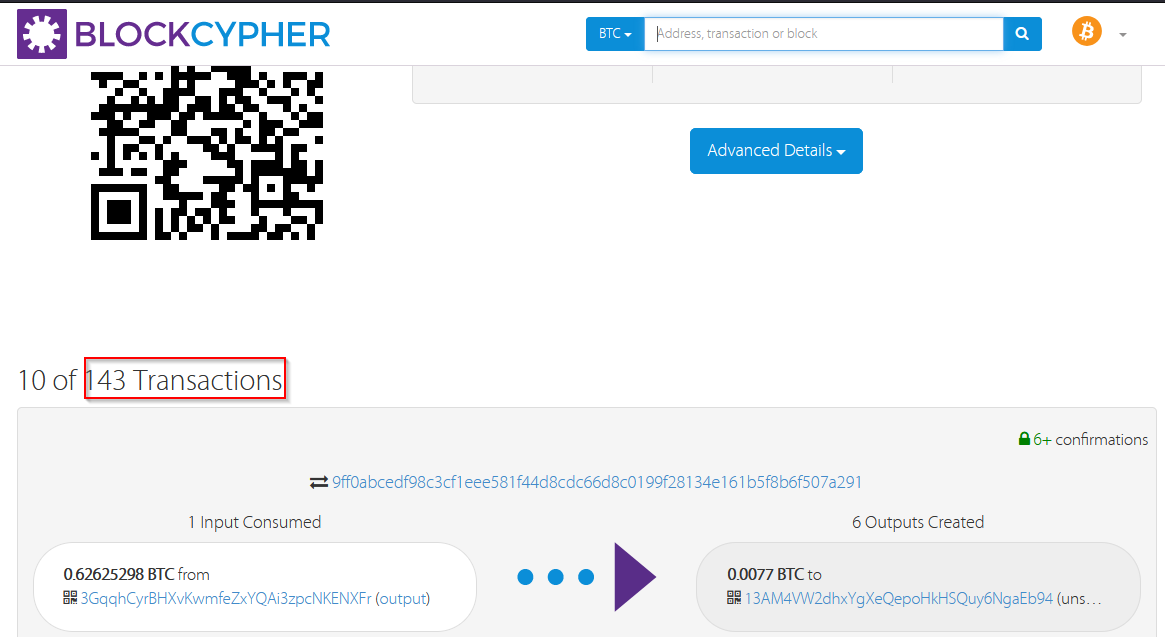 BLOCKCYPHER
BTC
Address, transaction or block
Advanced Details
10 of 143 Transactions
6+ confirmations
9ff0abcedf98c3cf1eee581f44d8cdc66d8c0199f28134e161b5f8b6f507a291
1 Input Consumed
6 Outputs Created
0.62625298 BTC from
3GqqhCyrBHXvKwmfeZxYQAi3zpcNKENXFr (output)
0.0077 BTC to
13AM4VW2dhxYgXeQepoHkHSQuy6NgaEb94 (uns…